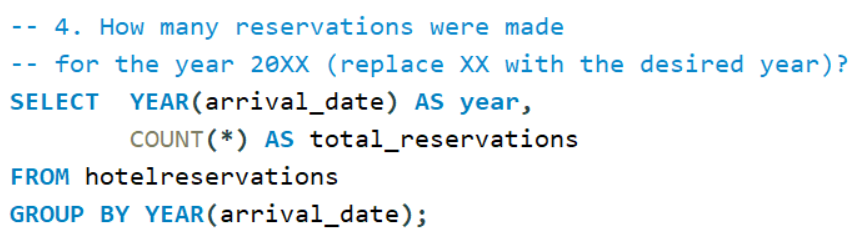 -- 4. How many reservations were made
-- for the year 20XX (replace XX with the desired year)?
SELECT  YEAR(arrival_date) AS year,
        COUNT(*) AS total_reservations
FROM hotelreservations
GROUP BY YEAR(arrival_date);